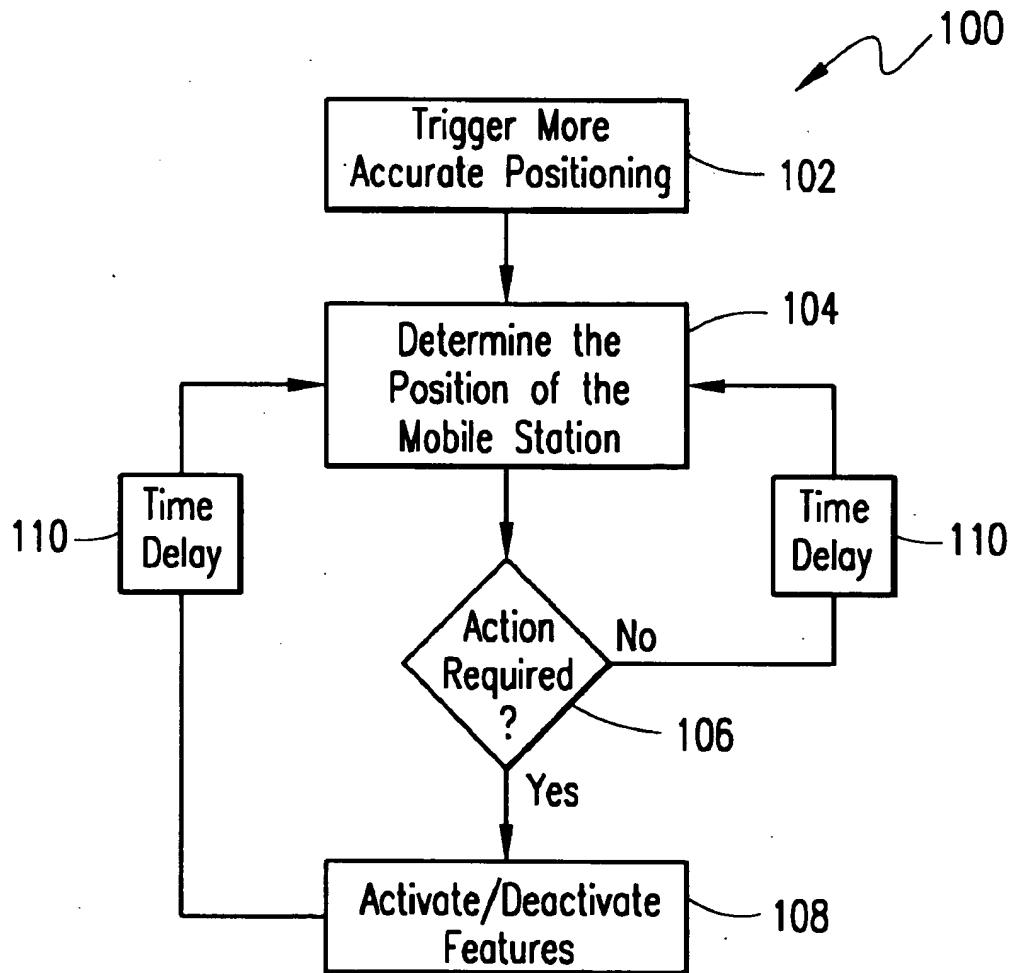 100
Trigger More
Accurate Positioning
102
Determine the
Position of the
Mobile Station
104
Time
Delay
110
Time
Delay
110
Action
Required
?
No
106
Yes
Activate/Deactivate
Features
108